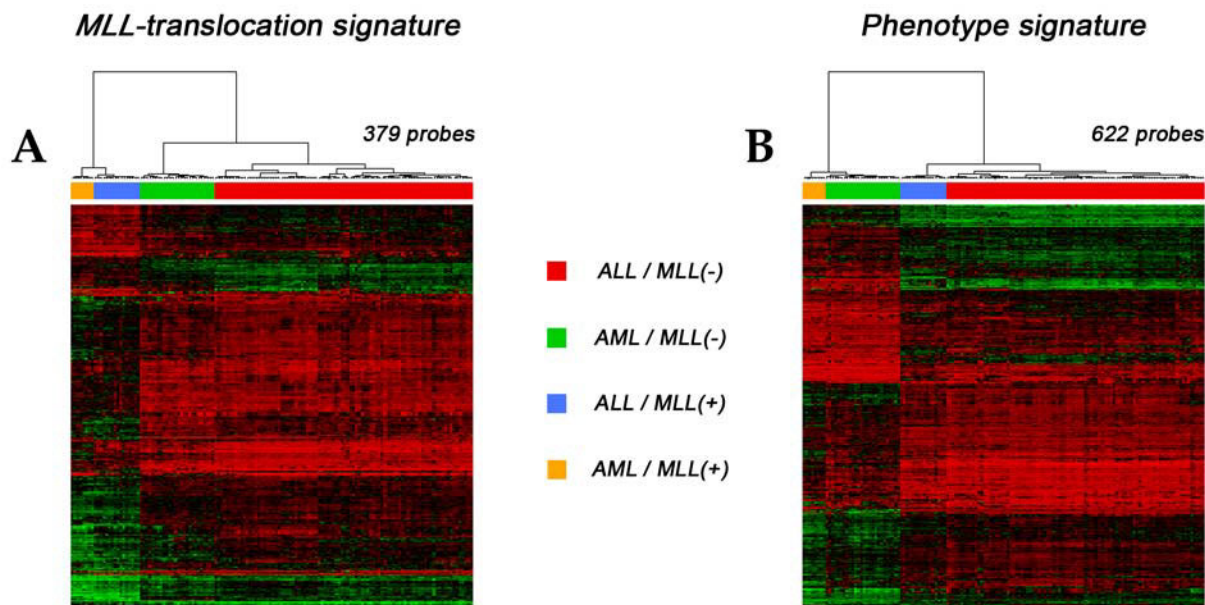 MLL-translocation signature
Phenotype signature
A
379 probes
B
622 probes
ALL / MLL(-)
AML / MLL(-)
ALL / MLL(+)
AML / MLL(+)